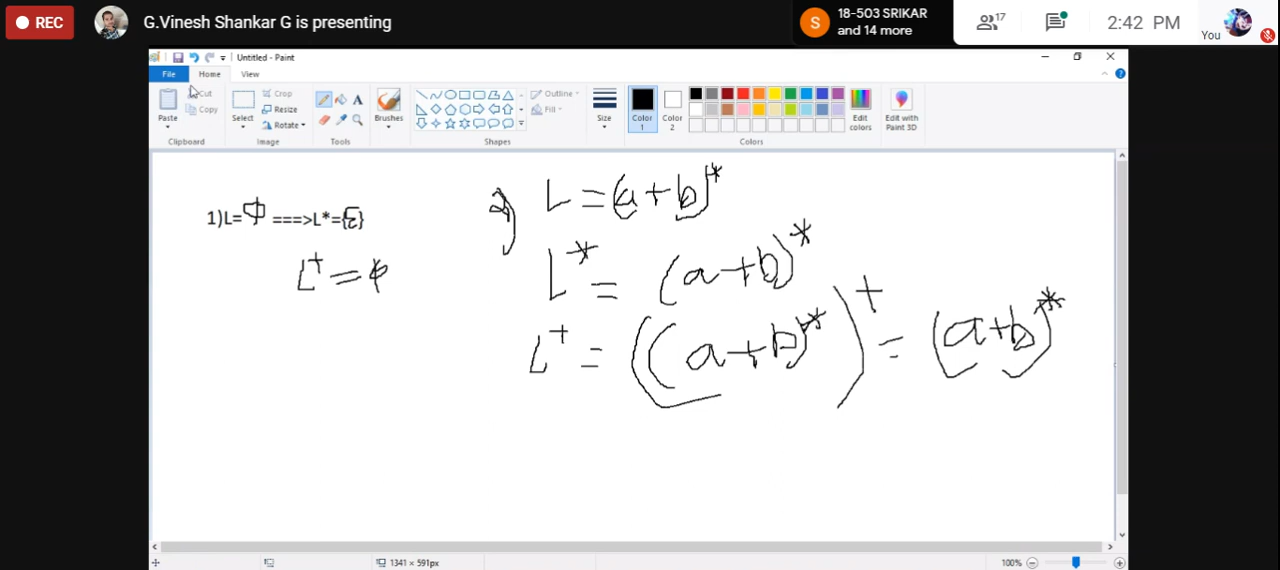 REC
G.Vinesh Shankar G is presenting
S
18-503 SRIKAR
and 14 more
17
2:42 PM
You
Untitled - Paint
File Home View
Paste
Cut
Copy
Clipboard
Select
Crop
Resize
Rotate
Image
A
Tools
Brushes
Outline
Fill
Shapes
Size
Color
1
Color
2
Edit
colors
Edit with
Paint 3D
Colors
1)L=Φ ===>L*={Σ}
L+ = φ
2) L = (a+b)*
L* = (a+b)*
L+ = ((a+b)*)+ = (a+b)*
1341 × 591px
100%